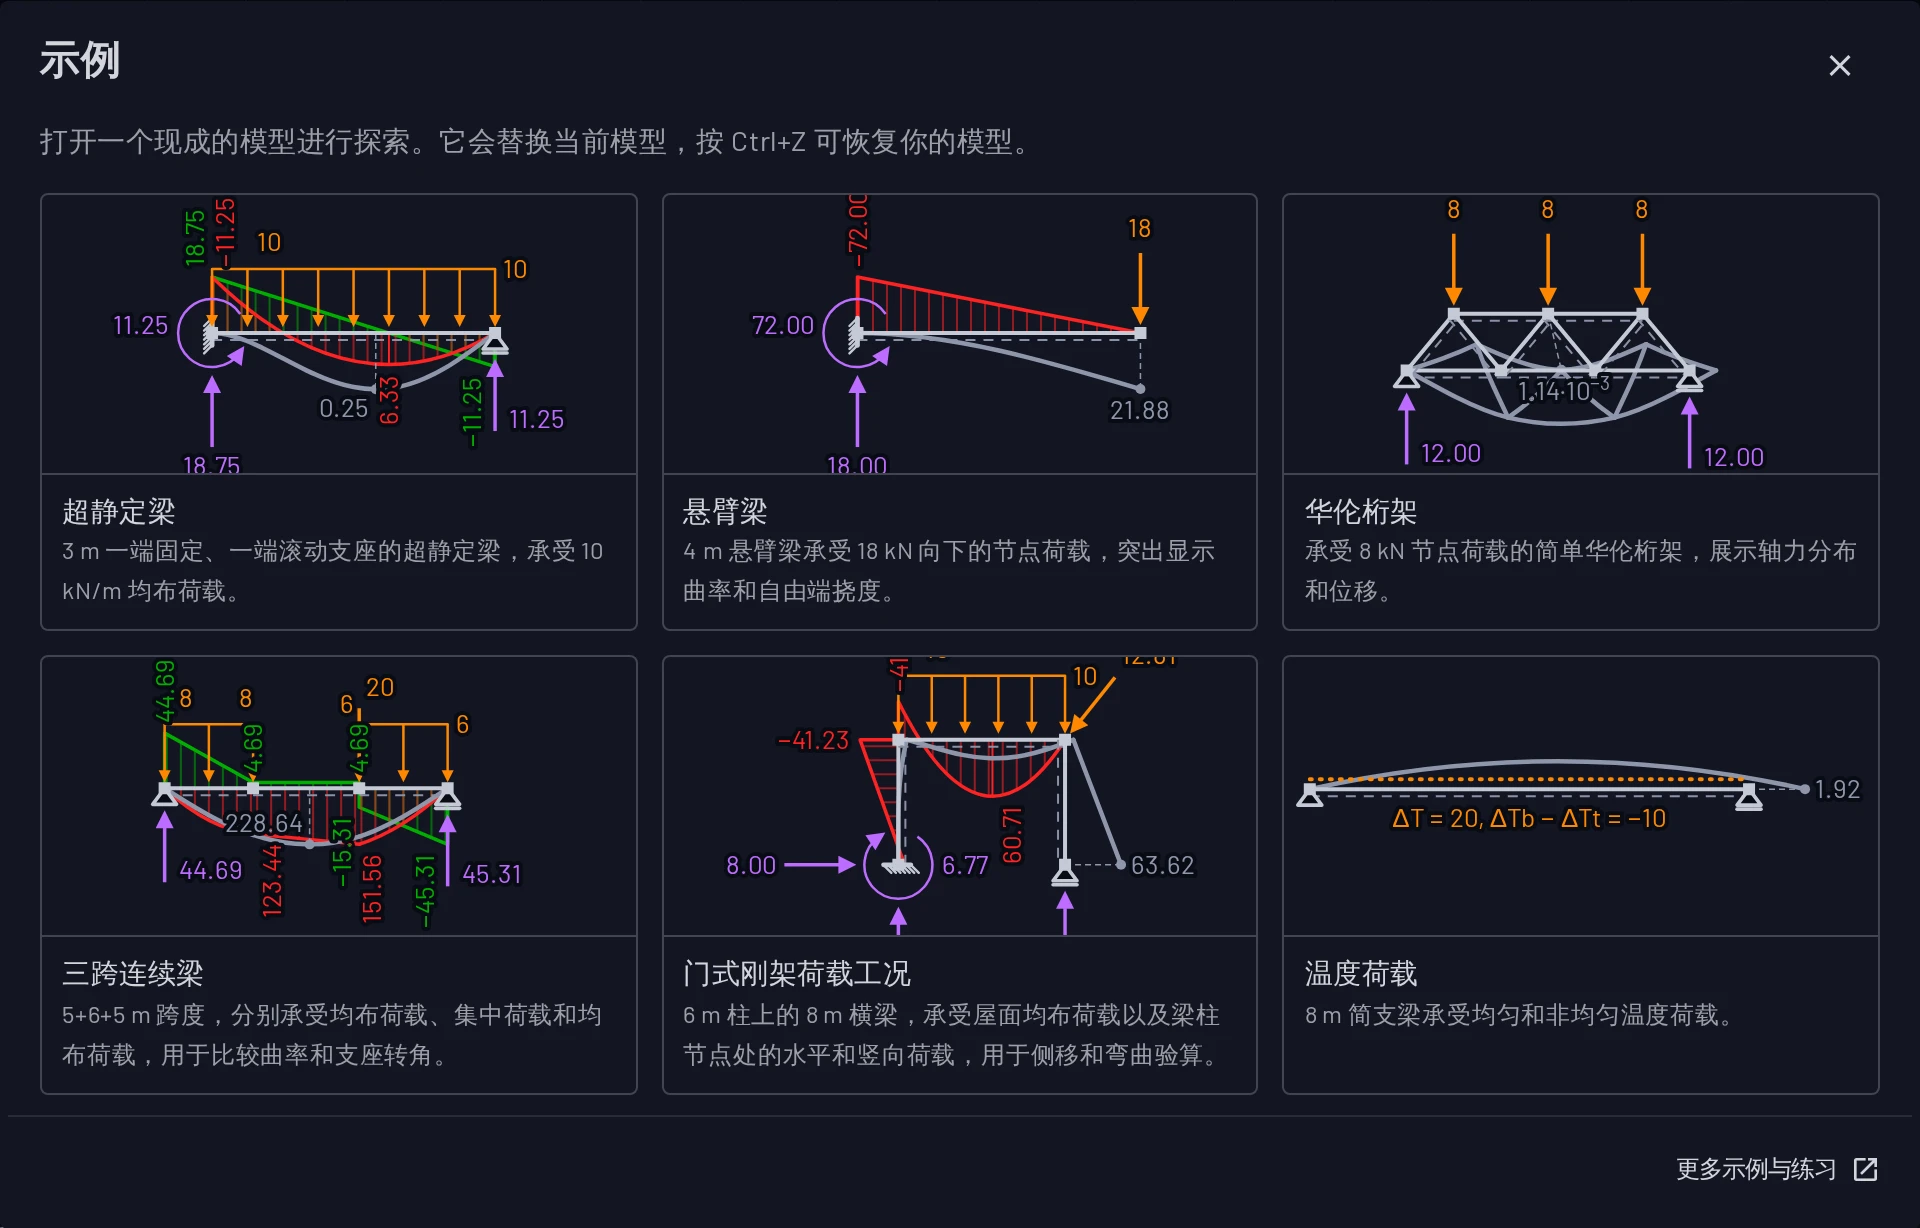 示例
打开一个现成的模型进行探索。它会替换当前模型，按 Ctrl+Z 可恢复你的模型。
18.75
−11.25
10
10
11.25
0.25
6.33
−11.25
11.25
18.75
超静定梁
3 m 一端固定、一端滚动支座的超静定梁，承受 10
kN/m 均布荷载。
−72.00
18
72.00
21.88
18.00
悬臂梁
4 m 悬臂梁承受 18 kN 向下的节点荷载，突出显示
曲率和自由端挠度。
8
8
8
1.14·10⁻³
12.00
12.00
华伦桁架
承受 8 kN 节点荷载的简单华伦桁架，展示轴力分布
和位移。
44.69
8
8
4.69
6
20
4.69
6
228.64
44.69
123.44
−15.31
151.56
−45.31
45.31
三跨连续梁
5+6+5 m 跨度，分别承受均布荷载、集中荷载和均
布荷载，用于比较曲率和支座转角。
−41
10
12.81
−41.23
8.00
6.77
60.71
63.62
门式刚架荷载工况
6 m 柱上的 8 m 横梁，承受屋面均布荷载以及梁柱
节点处的水平和竖向荷载，用于侧移和弯曲验算。
1.92
ΔT = 20, ΔTb − ΔTt = −10
温度荷载
8 m 简支梁承受均匀和非均匀温度荷载。
更多示例与练习